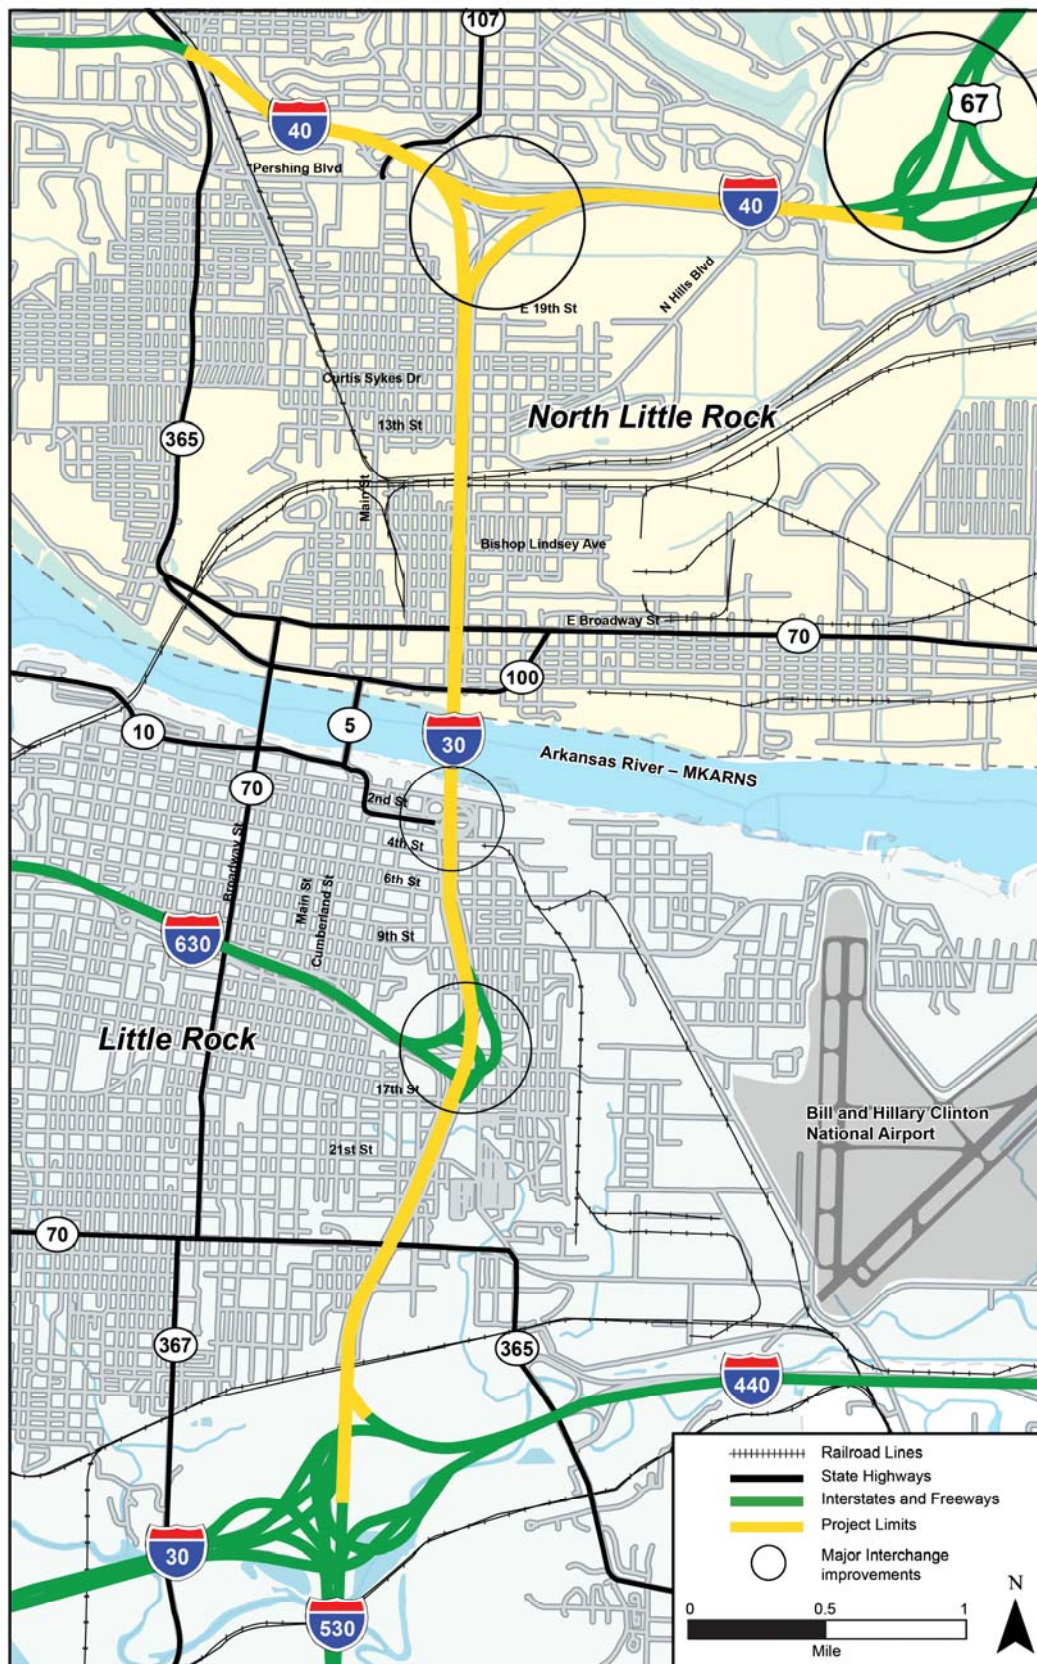 107
67
40
Pershing Blvd
40
N Hills Blvd
E 19th St
Curtis Sykes Dr
North Little Rock
13th St
365
Main St
Bishop Lindsey Ave
E Broadway St
70
100
5
10
30
Arkansas River – MKARNS
70
2nd St
4th St
Broadway St
Main St
Cumberland St
6th St
9th St
630
Little Rock
17th St
Bill and Hillary Clinton
National Airport
21st St
70
367
365
440
30
530
Railroad Lines
State Highways
Interstates and Freeways
Project Limits
Major Interchange
improvements
N
0 0.5 1
Mile